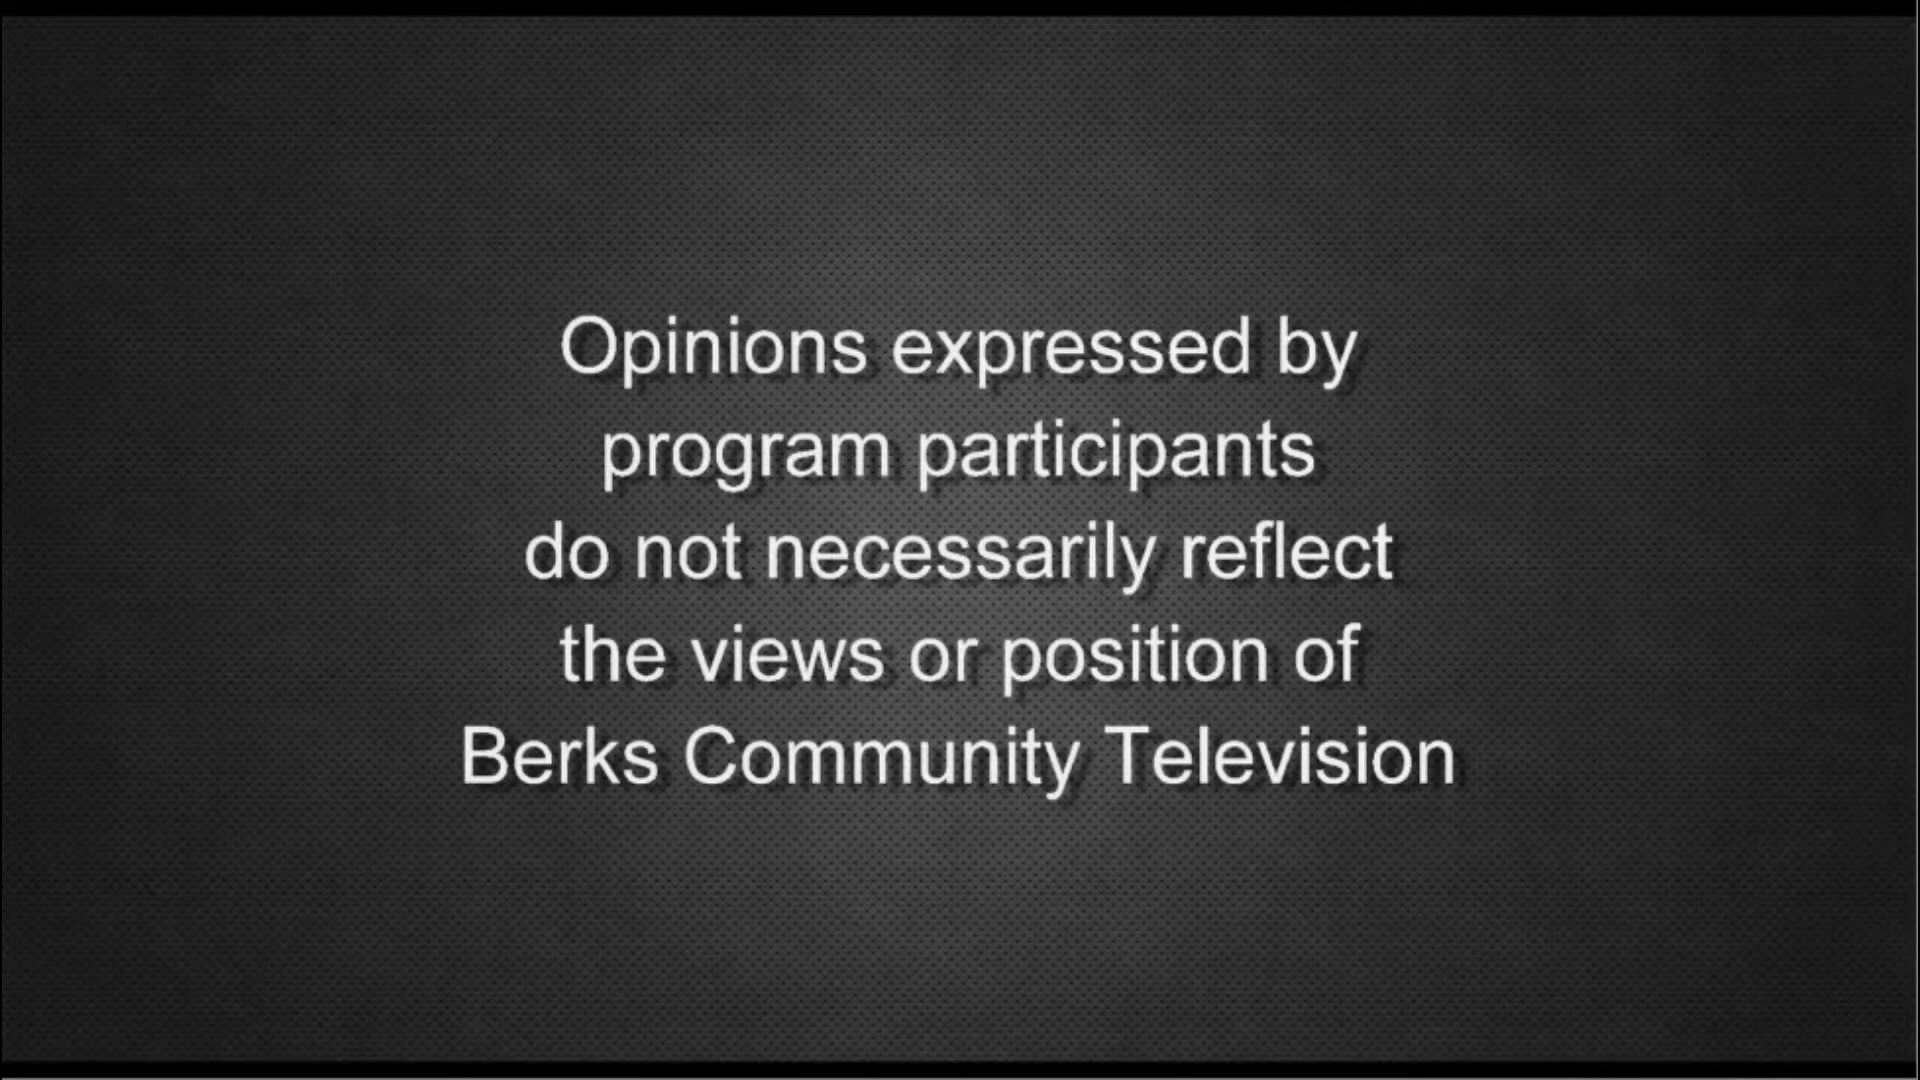 Opinions expressed by
program participants
do not necessarily reflect
the views or position of
Berks Community Television